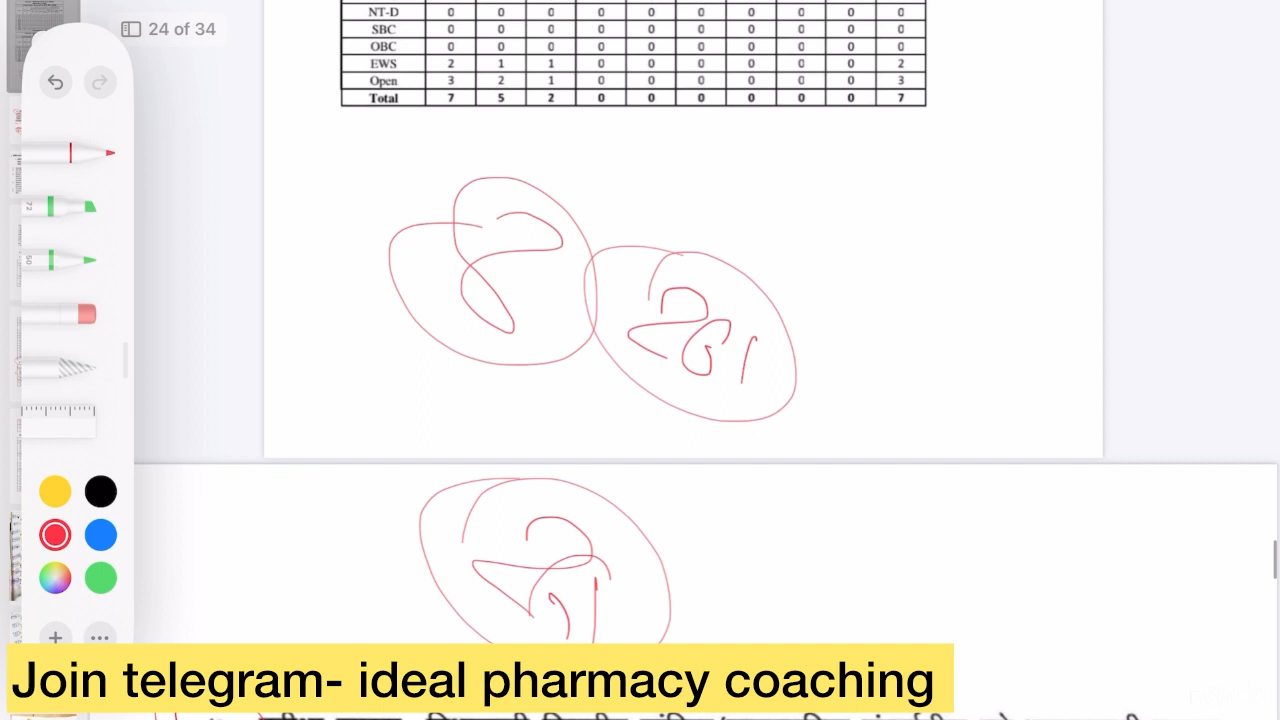 24 of 34
NT-D 0 0 0 0 0 0 0 0 0 0
SBC 0 0 0 0 0 0 0 0 0 0
OBC 0 0 0 0 0 0 0 0 0 0
EWS 2 1 1 0 0 0 0 0 0 2
Open 3 2 1 0 0 0 0 0 0 3
Total 7 5 2 0 0 0 0 0 0 7
72
50
Join telegram- ideal pharmacy coaching